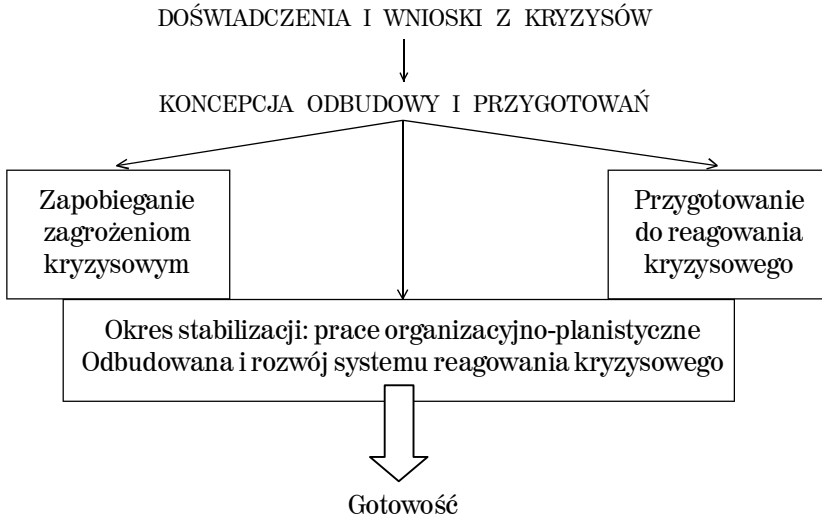 DOŚWIADCZENIA I WNIOSKI Z KRYZYSÓW
KONCEPCJA ODBUDOWY I PRZYGOTOWAŃ
Zapobieganie
zagrożeniom
kryzysowym
Przygotowanie
do reagowania
kryzysowego
Okres stabilizacji: prace organizacyjno-planistyczne
Odbudowana i rozwój systemu reagowania kryzysowego
Gotowość